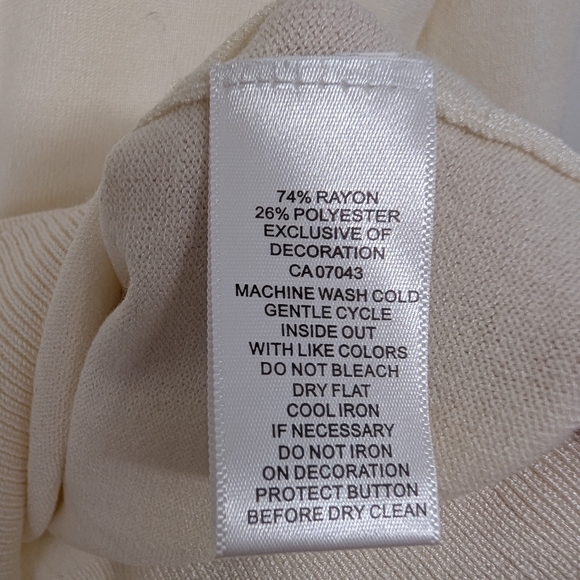 74% RAYON
26% POLYESTER
EXCLUSIVE OF
DECORATION
CA 07043
MACHINE WASH COLD
GENTLE CYCLE
INSIDE OUT
WITH LIKE COLORS
DO NOT BLEACH
DRY FLAT
COOL IRON
IF NECESSARY
DO NOT IRON
ON DECORATION
PROTECT BUTTON
BEFORE DRY CLEAN